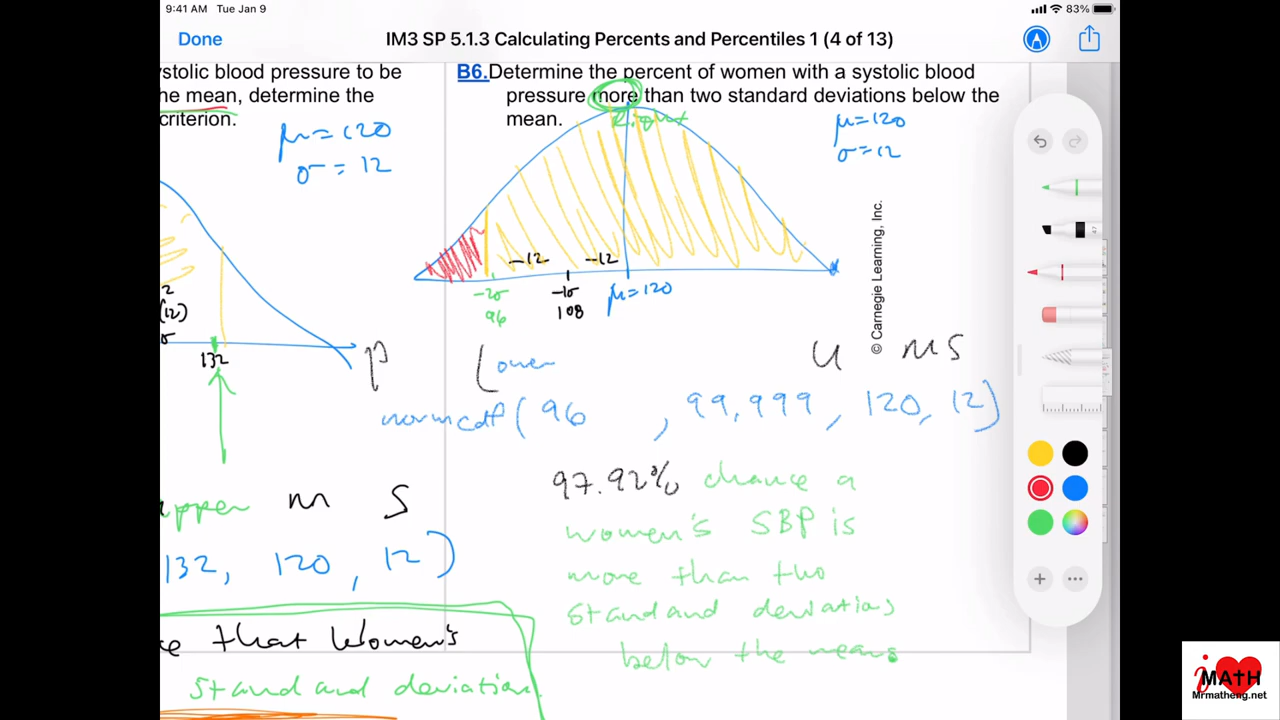 9:41 AM Tue Jan 9
83%
Done
IM3 SP 5.1.3 Calculating Percents and Percentiles 1 (4 of 13)
ystolic blood pressure to be
he mean, determine the
criterion.
μ = 120
σ = 12
2
(12)
σ
132
P
upper m S
132, 120, 12)
e that Women's
standard deviation
B6. Determine the percent of women with a systolic blood
pressure more than two standard deviations below the
mean.
Right
μ=120
σ=12
-12 -12
-2σ -1σ μ=120
96 108
Lower U M S
normcdf(96, 99,999, 120, 12)
97.92% chance a
women's SBP is
more than two
standard deviations
below the means
© Carnegie Learning, Inc.
47
i MATH
Mrmatheng.net